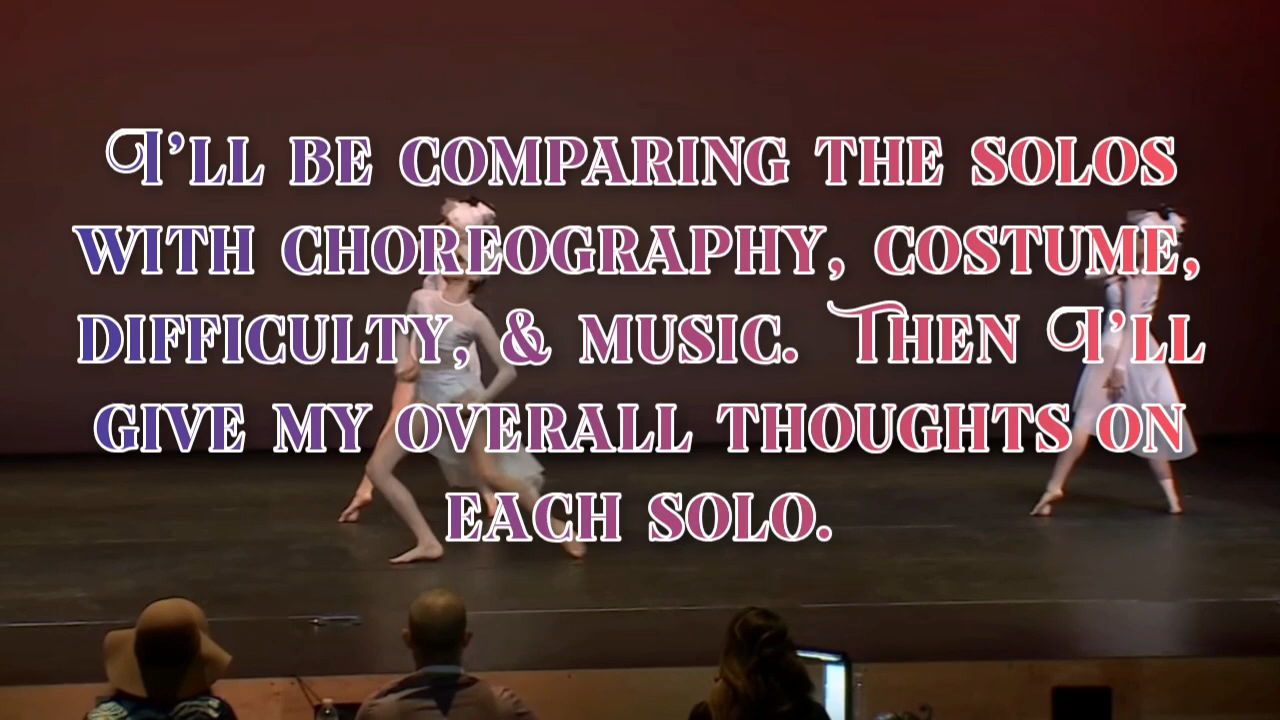 I'll be comparing the solos
with choreography, costume,
difficulty, & music. Then I'll
give my overall thoughts on
each solo.